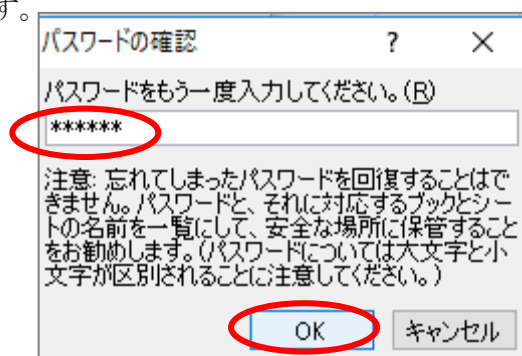 す。
パスワードの確認 ? ×
パスワードをもう一度入力してください。(R)
******
注意: 忘れてしまったパスワードを回復することはで
きません。パスワードと、それに対応するブックとシー
トの名前を一覧にして、安全な場所に保管すること
をお勧めします。(パスワードについては大文字と小
文字が区別されることに注意してください。)
OK キャンセル